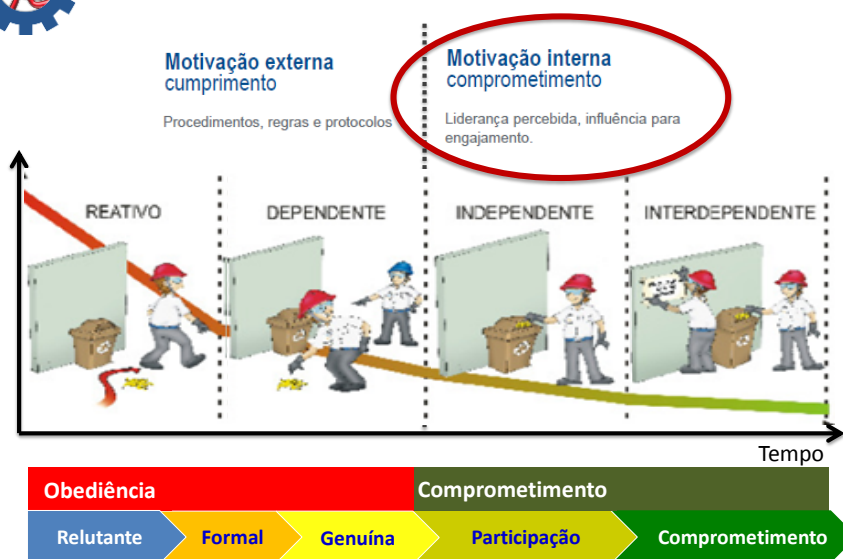 Motivação externa
cumprimento
Procedimentos, regras e protocolos
Motivação interna
comprometimento
Liderança percebida, influência para
engajamento.
REATIVO
DEPENDENTE
INDEPENDENTE
INTERDEPENDENTE
Tempo
Obediência
Comprometimento
Relutante
Formal
Genuína
Participação
Comprometimento